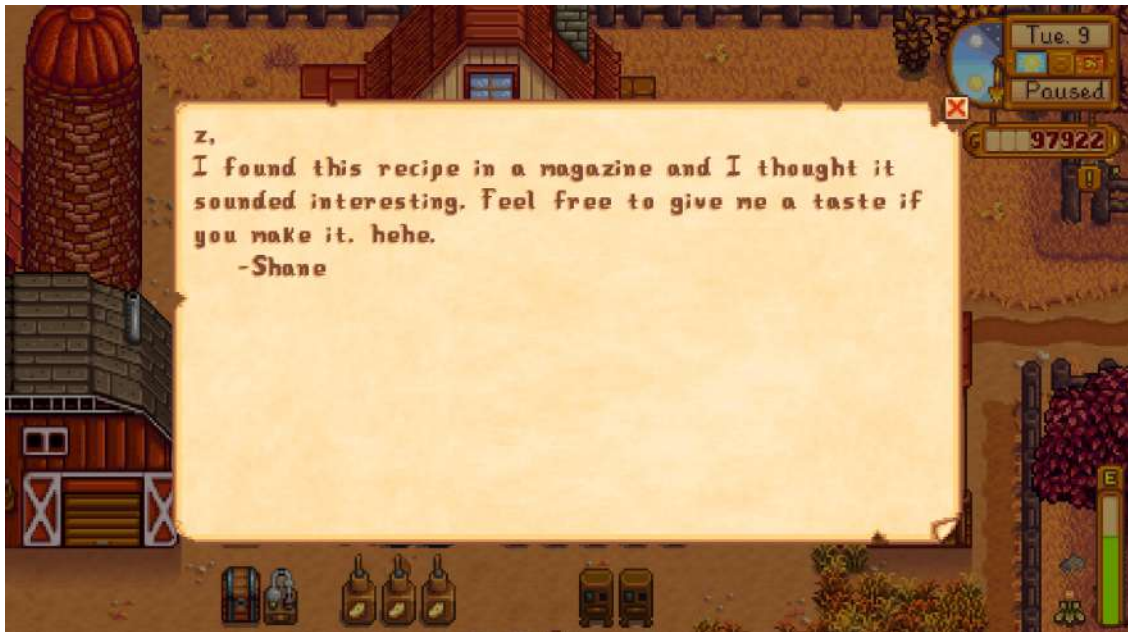 z,
I found this recipe in a magazine and I thought it
sounded interesting. Feel free to give me a taste if
you make it. hehe.
-Shane
Tue. 9
Paused
G 97922
!
E